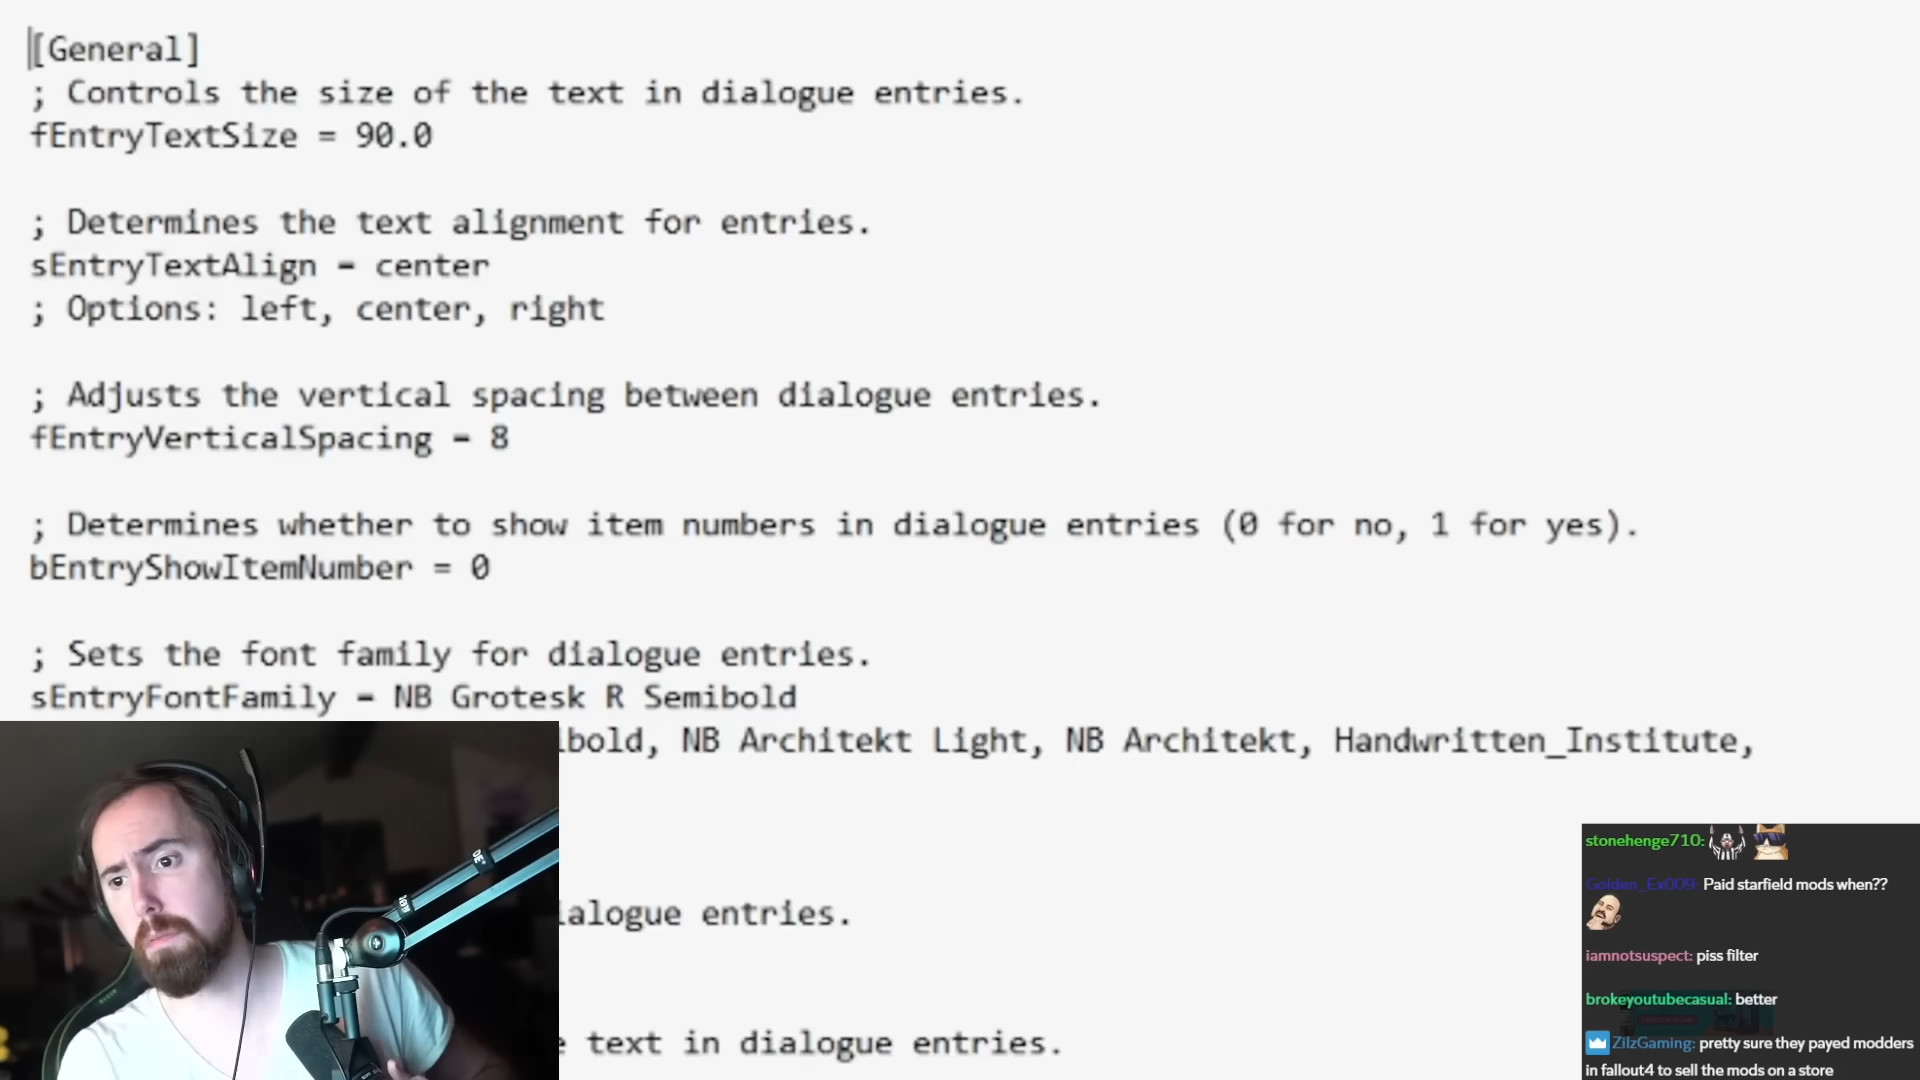 [General]
; Controls the size of the text in dialogue entries.
fEntryTextSize = 90.0
; Determines the text alignment for entries.
sEntryTextAlign = center
; Options: left, center, right
; Adjusts the vertical spacing between dialogue entries.
fEntryVerticalSpacing = 8
; Determines whether to show item numbers in dialogue entries (0 for no, 1 for yes).
bEntryShowItemNumber = 0
; Sets the font family for dialogue entries.
sEntryFontFamily = NB Grotesk R Semibold
ibold, NB Architekt Light, NB Architekt, Handwritten_Institute,
ialogue entries.
e text in dialogue entries.
stonehenge710:
Golden_Ex009: Paid starfield mods when??
iamnotsuspect: piss filter
brokeyoutubecasual: better
ZilzGaming: pretty sure they payed modders
in fallout4 to sell the mods on a store